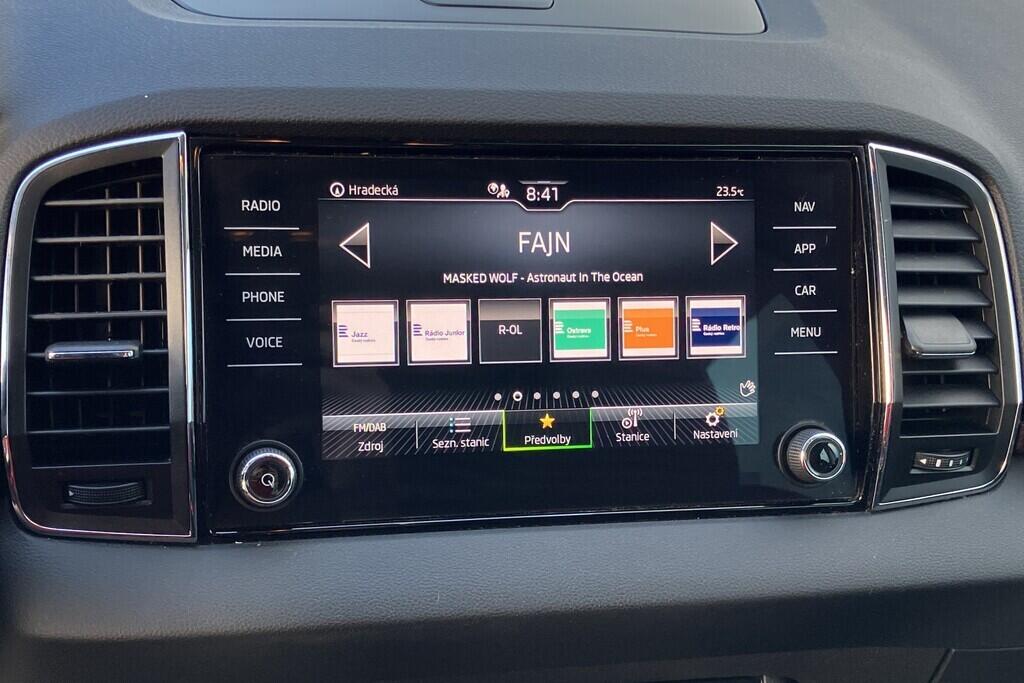 RADIO
MEDIA
PHONE
VOICE
Hradecká
8:41
23.5°C
FAJN
MASKED WOLF - Astronaut In The Ocean
Jazz
Rádio Junior
R-OL
Ostrava
Plus
Rádio Retro
FM/DAB
Zdroj
Sezn. stanic
Předvolby
Stanice
Nastavení
NAV
APP
CAR
MENU